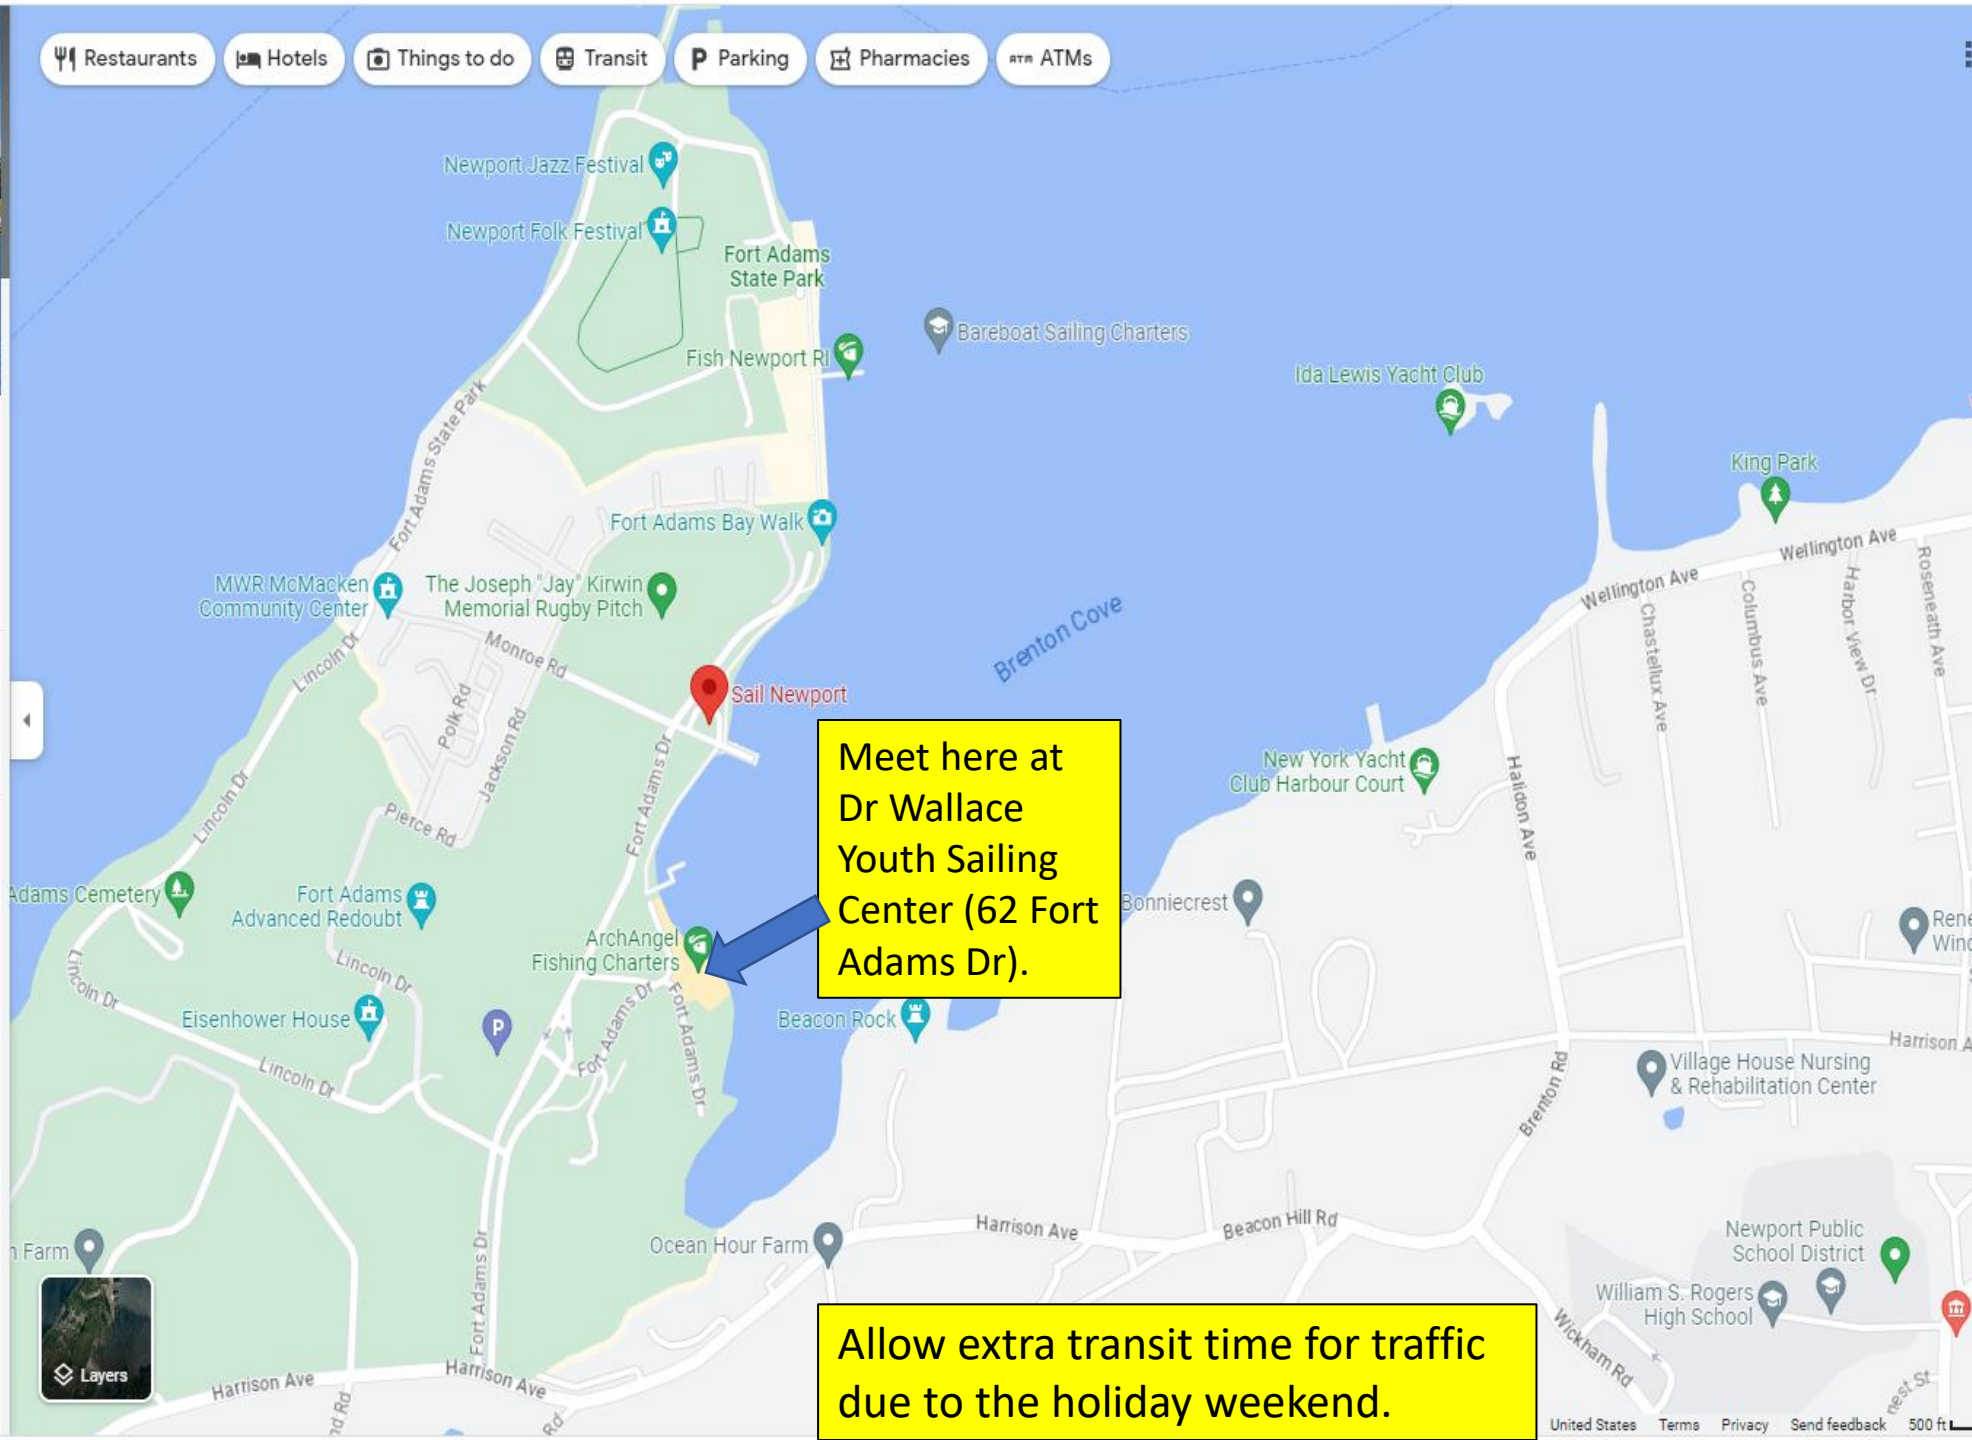 Restaurants
Hotels
Things to do
Transit
P Parking
Pharmacies
ATM ATMs
Newport Jazz Festival
Newport Folk Festival
Fort Adams
State Park
Bareboat Sailing Charters
Fish Newport RI
Ida Lewis Yacht Club
Fort Adams State Park
King Park
Fort Adams Bay Walk
Wellington Ave
Wellington Ave
Roseneath Ave
Harbor View Dr
Columbus Ave
Chastellux Ave
MWR McMacken
Community Center
The Joseph "Jay" Kirwin
Memorial Rugby Pitch
Brenton Cove
Monroe Rd
Lincoln Dr
Sail Newport
Polk Rd
Jackson Rd
Fort Adams Dr
Meet here at
Dr Wallace
Youth Sailing
Center (62 Fort
Adams Dr).
New York Yacht
Club Harbour Court
Halidon Ave
Lincoln Dr
Pierce Rd
Adams Cemetery
Fort Adams
Advanced Redoubt
Bonniecrest
ArchAngel
Fishing Charters
Lincoln Dr
Lincoln Dr
Fort Adams Dr
Fort Adams Dr
Eisenhower House
P
Beacon Rock
Harrison A
Lincoln Dr
Brenton Rd
Village House Nursing
& Rehabilitation Center
Harrison Ave
Beacon Hill Rd
Newport Public
School District
Ocean Hour Farm
Farm
Fort Adams Dr
William S. Rogers
High School
Wickham Rd
Allow extra transit time for traffic
due to the holiday weekend.
Layers
Harrison Ave
Harrison Ave
Rd
Rd
St
United States Terms Privacy Send feedback 500 ft